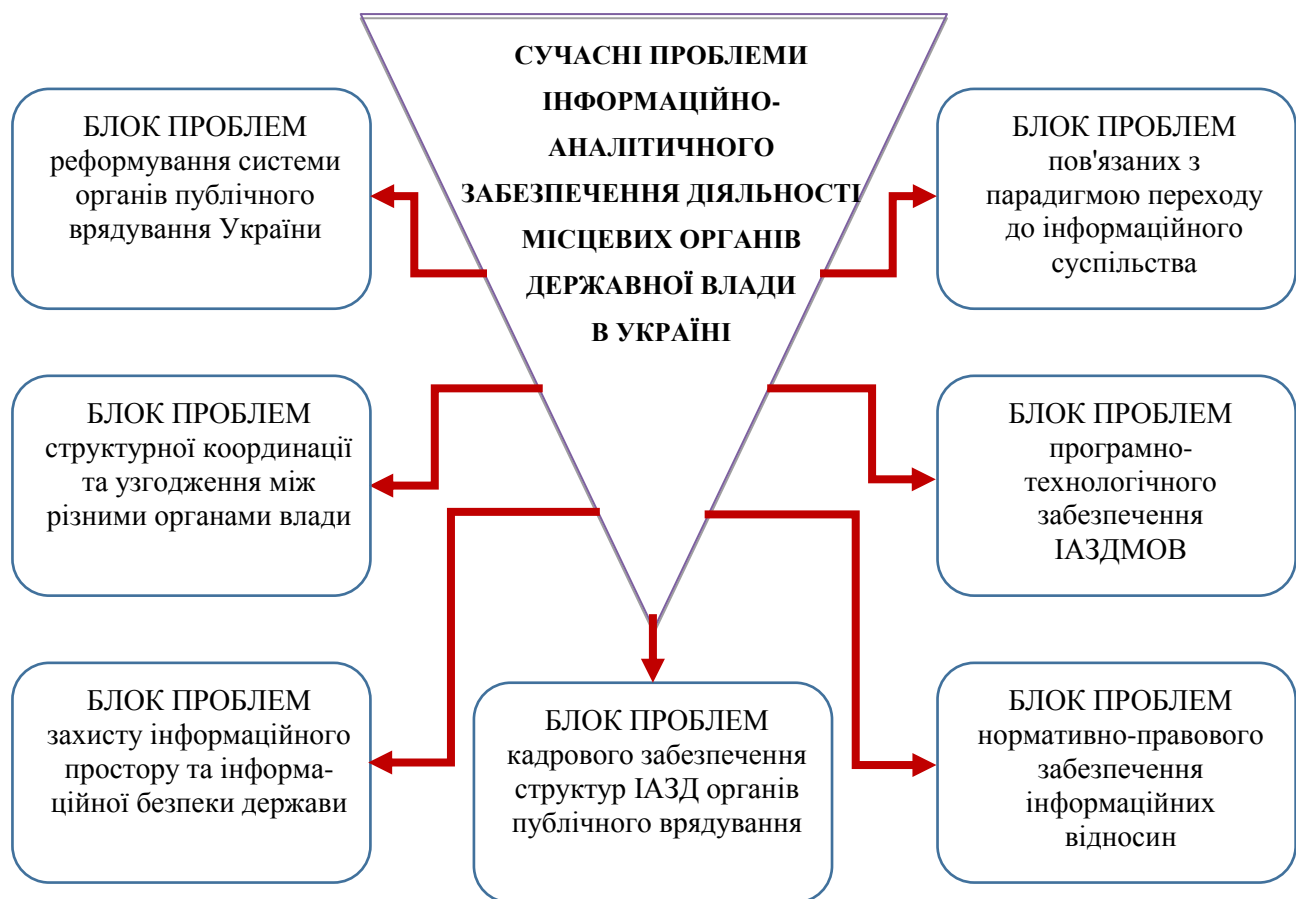 СУЧАСНІ ПРОБЛЕМИ
ІНФОРМАЦІЙНО-
АНАЛІТИЧНОГО
ЗАБЕЗПЕЧЕННЯ ДІЯЛЬНОСТІ
МІСЦЕВИХ ОРГАНІВ
ДЕРЖАВНОЇ ВЛАДИ
В УКРАЇНІ
БЛОК ПРОБЛЕМ
реформування системи
органів публічного
врядування України
БЛОК ПРОБЛЕМ
пов'язаних з
парадигмою переходу
до інформаційного
суспільства
БЛОК ПРОБЛЕМ
структурної координації
та узгодження між
різними органами влади
БЛОК ПРОБЛЕМ
програмно-
технологічного
забезпечення
ІАЗДМОВ
БЛОК ПРОБЛЕМ
захисту інформаційного
простору та інформа-
ційної безпеки держави
БЛОК ПРОБЛЕМ
кадрового забезпечення
структур ІАЗД органів
публічного врядування
БЛОК ПРОБЛЕМ
нормативно-правового
забезпечення
інформаційних
відносин